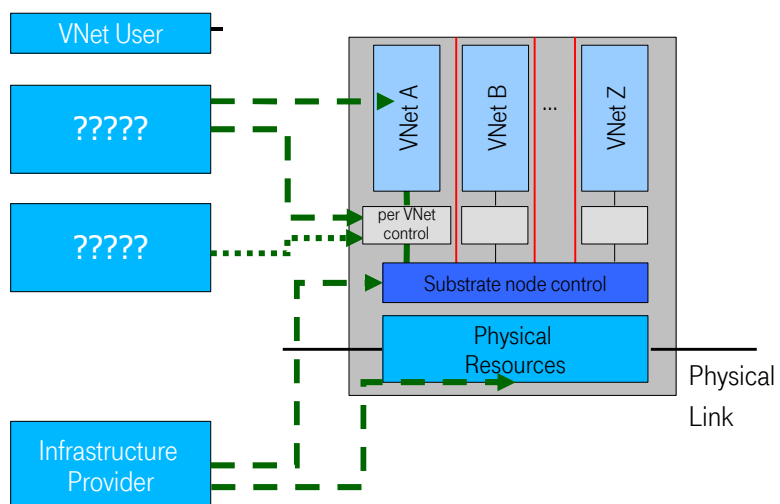 VNet User
?????
?????
Infrastructure
Provider
VNet A
VNet B
...
VNet Z
per VNet
control
Substrate node control
Physical
Resources
Physical
Link